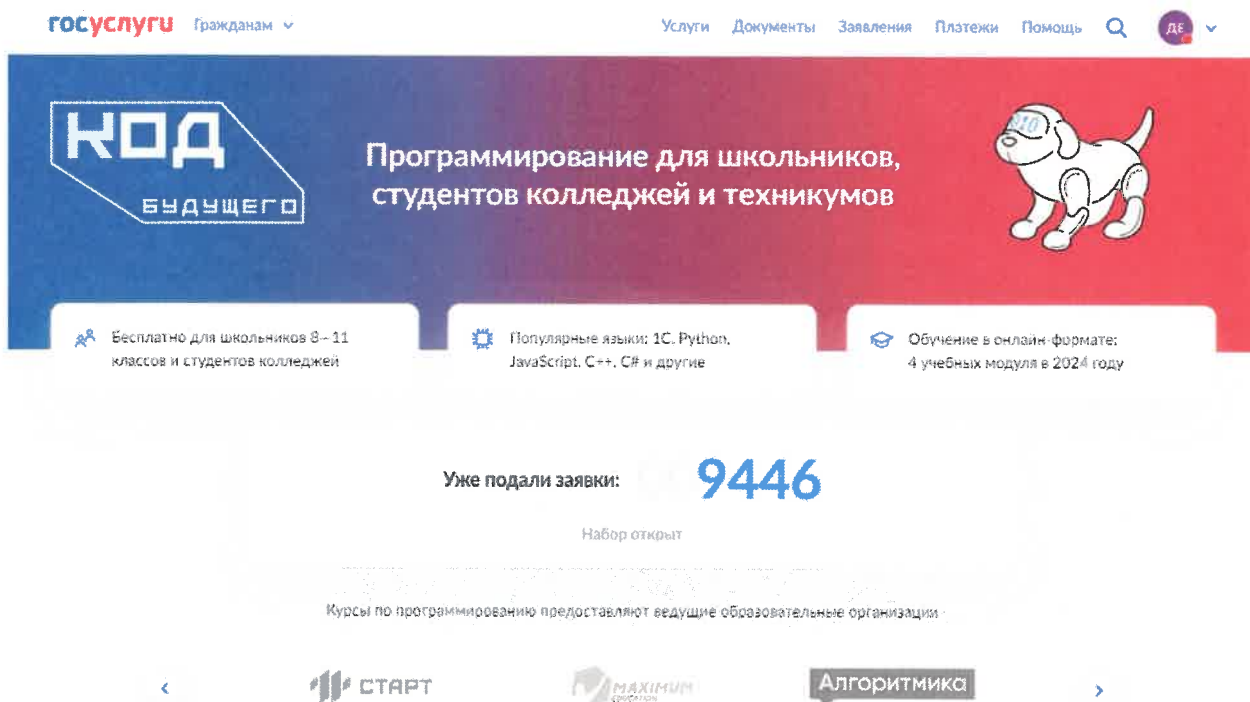 госуслуги Гражданам
Услуги Документы Заявления Платежи Помощь ДЕ
КОД
БУДУЩЕГО
Программирование для школьников,
студентов колледжей и техникумов
Бесплатно для школьников 8–11
классов и студентов колледжей
Популярные языки: 1С, Python,
JavaScript, C++, C# и другие
Обучение в онлайн-формате:
4 учебных модуля в 2024 году
Уже подали заявки: 9446
Набор открыт
Курсы по программированию предоставляют ведущие образовательные организации
СТАРТ
MAXIMUM
EDUCATION
Алгоритмика